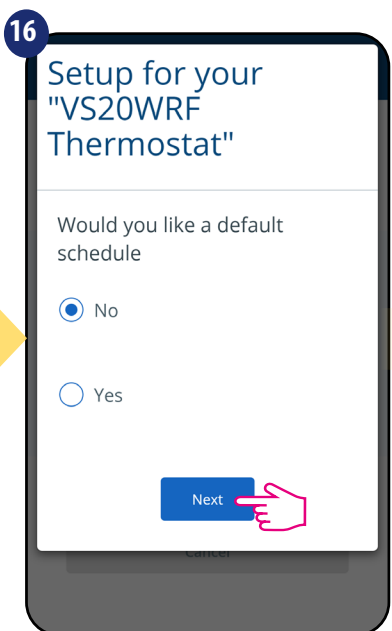 16
Setup for your
"VS20WRF
Thermostat"
Would you like a default
schedule
No
Yes
Next
Cancel